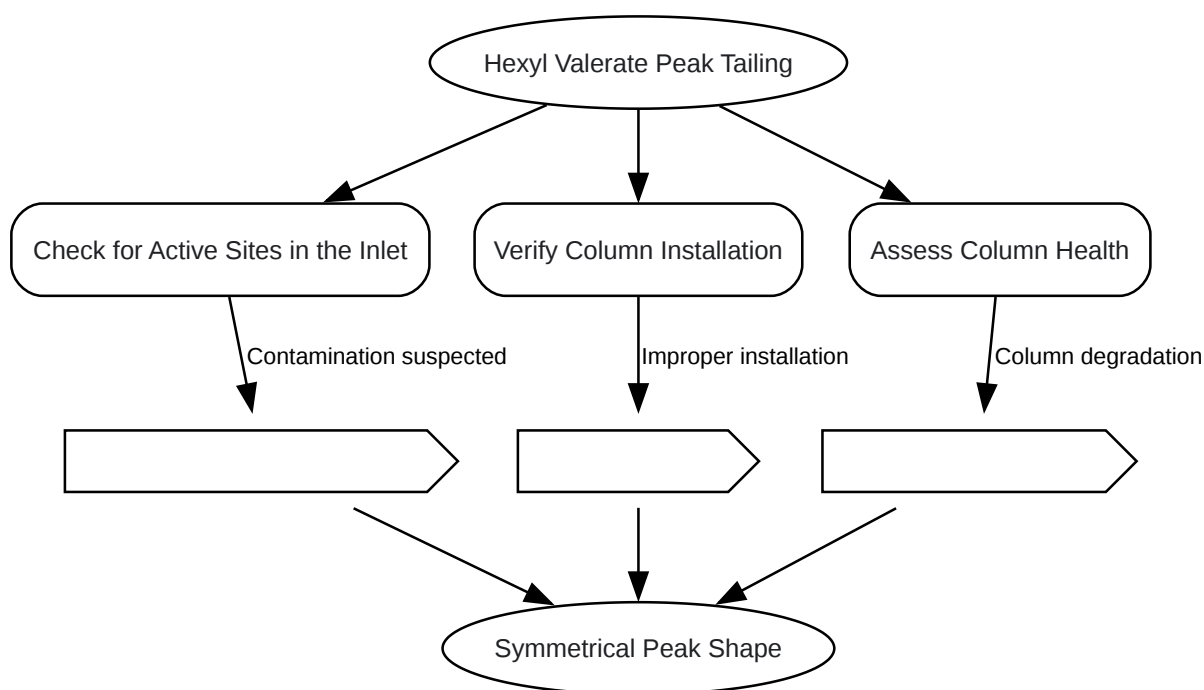 Hexyl Valerate Peak Tailing
Check for Active Sites in the Inlet
Verify Column Installation
Assess Column Health
Contamination suspected
Improper installation
Column degradation
Symmetrical Peak Shape